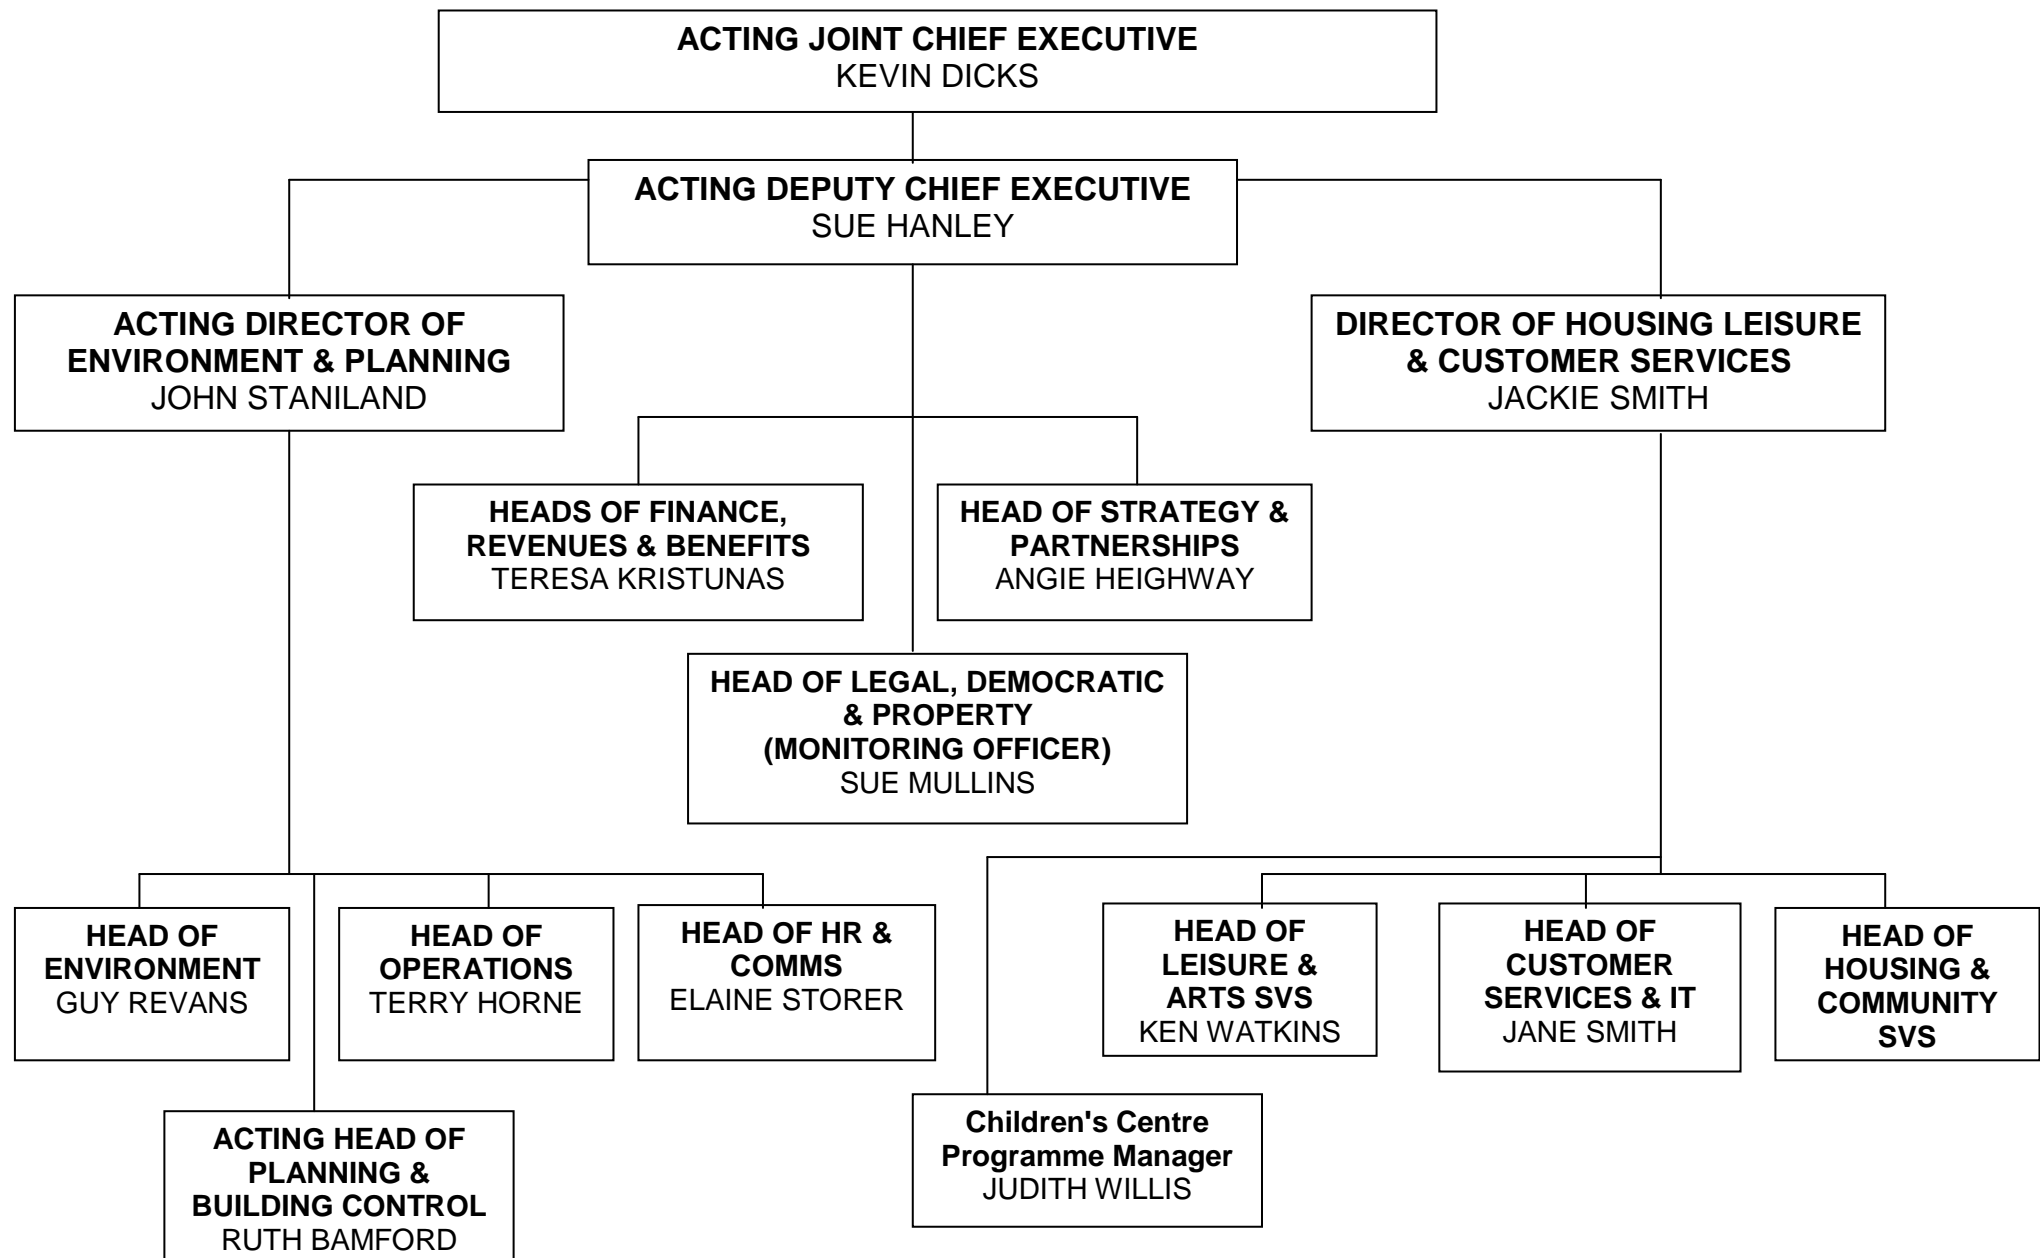 ACTING JOINT CHIEF EXECUTIVE
KEVIN DICKS
ACTING DEPUTY CHIEF EXECUTIVE
SUE HANLEY
ACTING DIRECTOR OF
ENVIRONMENT & PLANNING
JOHN STANILAND
DIRECTOR OF HOUSING LEISURE
& CUSTOMER SERVICES
JACKIE SMITH
HEADS OF FINANCE,
REVENUES & BENEFITS
TERESA KRISTUNAS
HEAD OF STRATEGY &
PARTNERSHIPS
ANGIE HEIGHWAY
HEAD OF LEGAL, DEMOCRATIC
& PROPERTY
(MONITORING OFFICER)
SUE MULLINS
HEAD OF
ENVIRONMENT
GUY REVANS
HEAD OF
OPERATIONS
TERRY HORNE
HEAD OF HR &
COMMS
ELAINE STORER
HEAD OF
LEISURE &
ARTS SVS
KEN WATKINS
HEAD OF
CUSTOMER
SERVICES & IT
JANE SMITH
HEAD OF
HOUSING &
COMMUNITY
SVS
ACTING HEAD OF
PLANNING &
BUILDING CONTROL
RUTH BAMFORD
Children's Centre
Programme Manager
JUDITH WILLIS